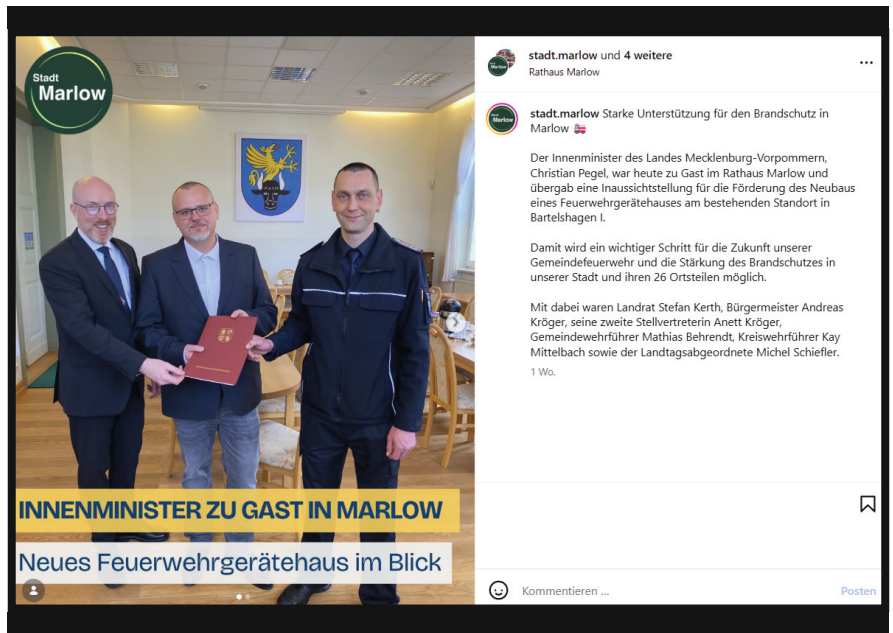 Stadt
Marlow
INNENMINISTER ZU GAST IN MARLOW
Neues Feuerwehrgerätehaus im Blick
stadt.marlow und 4 weitere
Rathaus Marlow
stadt.marlow Starke Unterstützung für den Brandschutz in
Marlow 🚒
Der Innenminister des Landes Mecklenburg-Vorpommern,
Christian Pegel, war heute zu Gast im Rathaus Marlow und
übergab eine Inaussichtstellung für die Förderung des Neubaus
eines Feuerwehrgerätehauses am bestehenden Standort in
Bartelshagen I.
Damit wird ein wichtiger Schritt für die Zukunft unserer
Gemeindefeuerwehr und die Stärkung des Brandschutzes in
unserer Stadt und ihren 26 Ortsteilen möglich.
Mit dabei waren Landrat Stefan Kerth, Bürgermeister Andreas
Kröger, seine zweite Stellvertreterin Anett Kröger,
Gemeindewehrführer Mathias Behrendt, Kreiswehrführer Kay
Mittelbach sowie der Landtagsabgeordnete Michel Schiefler.
1 Wo.
Kommentieren ...
Posten